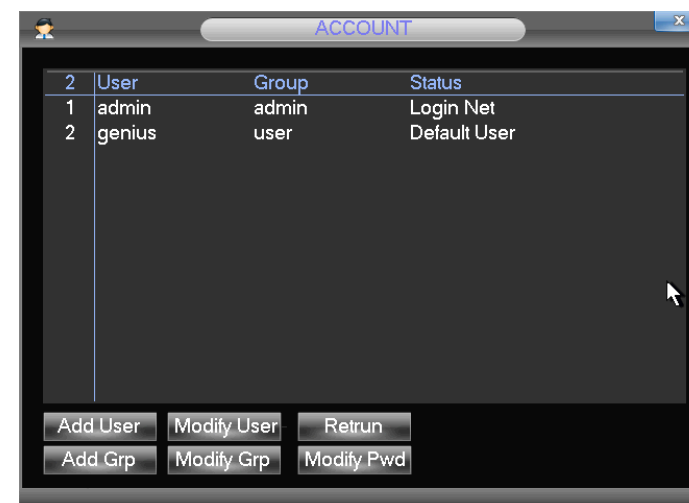 ACCOUNT
x
2 User Group Status
1 admin admin Login Net
2 genius user Default User
Add User Modify User Retrun
Add Grp Modify Grp Modify Pwd